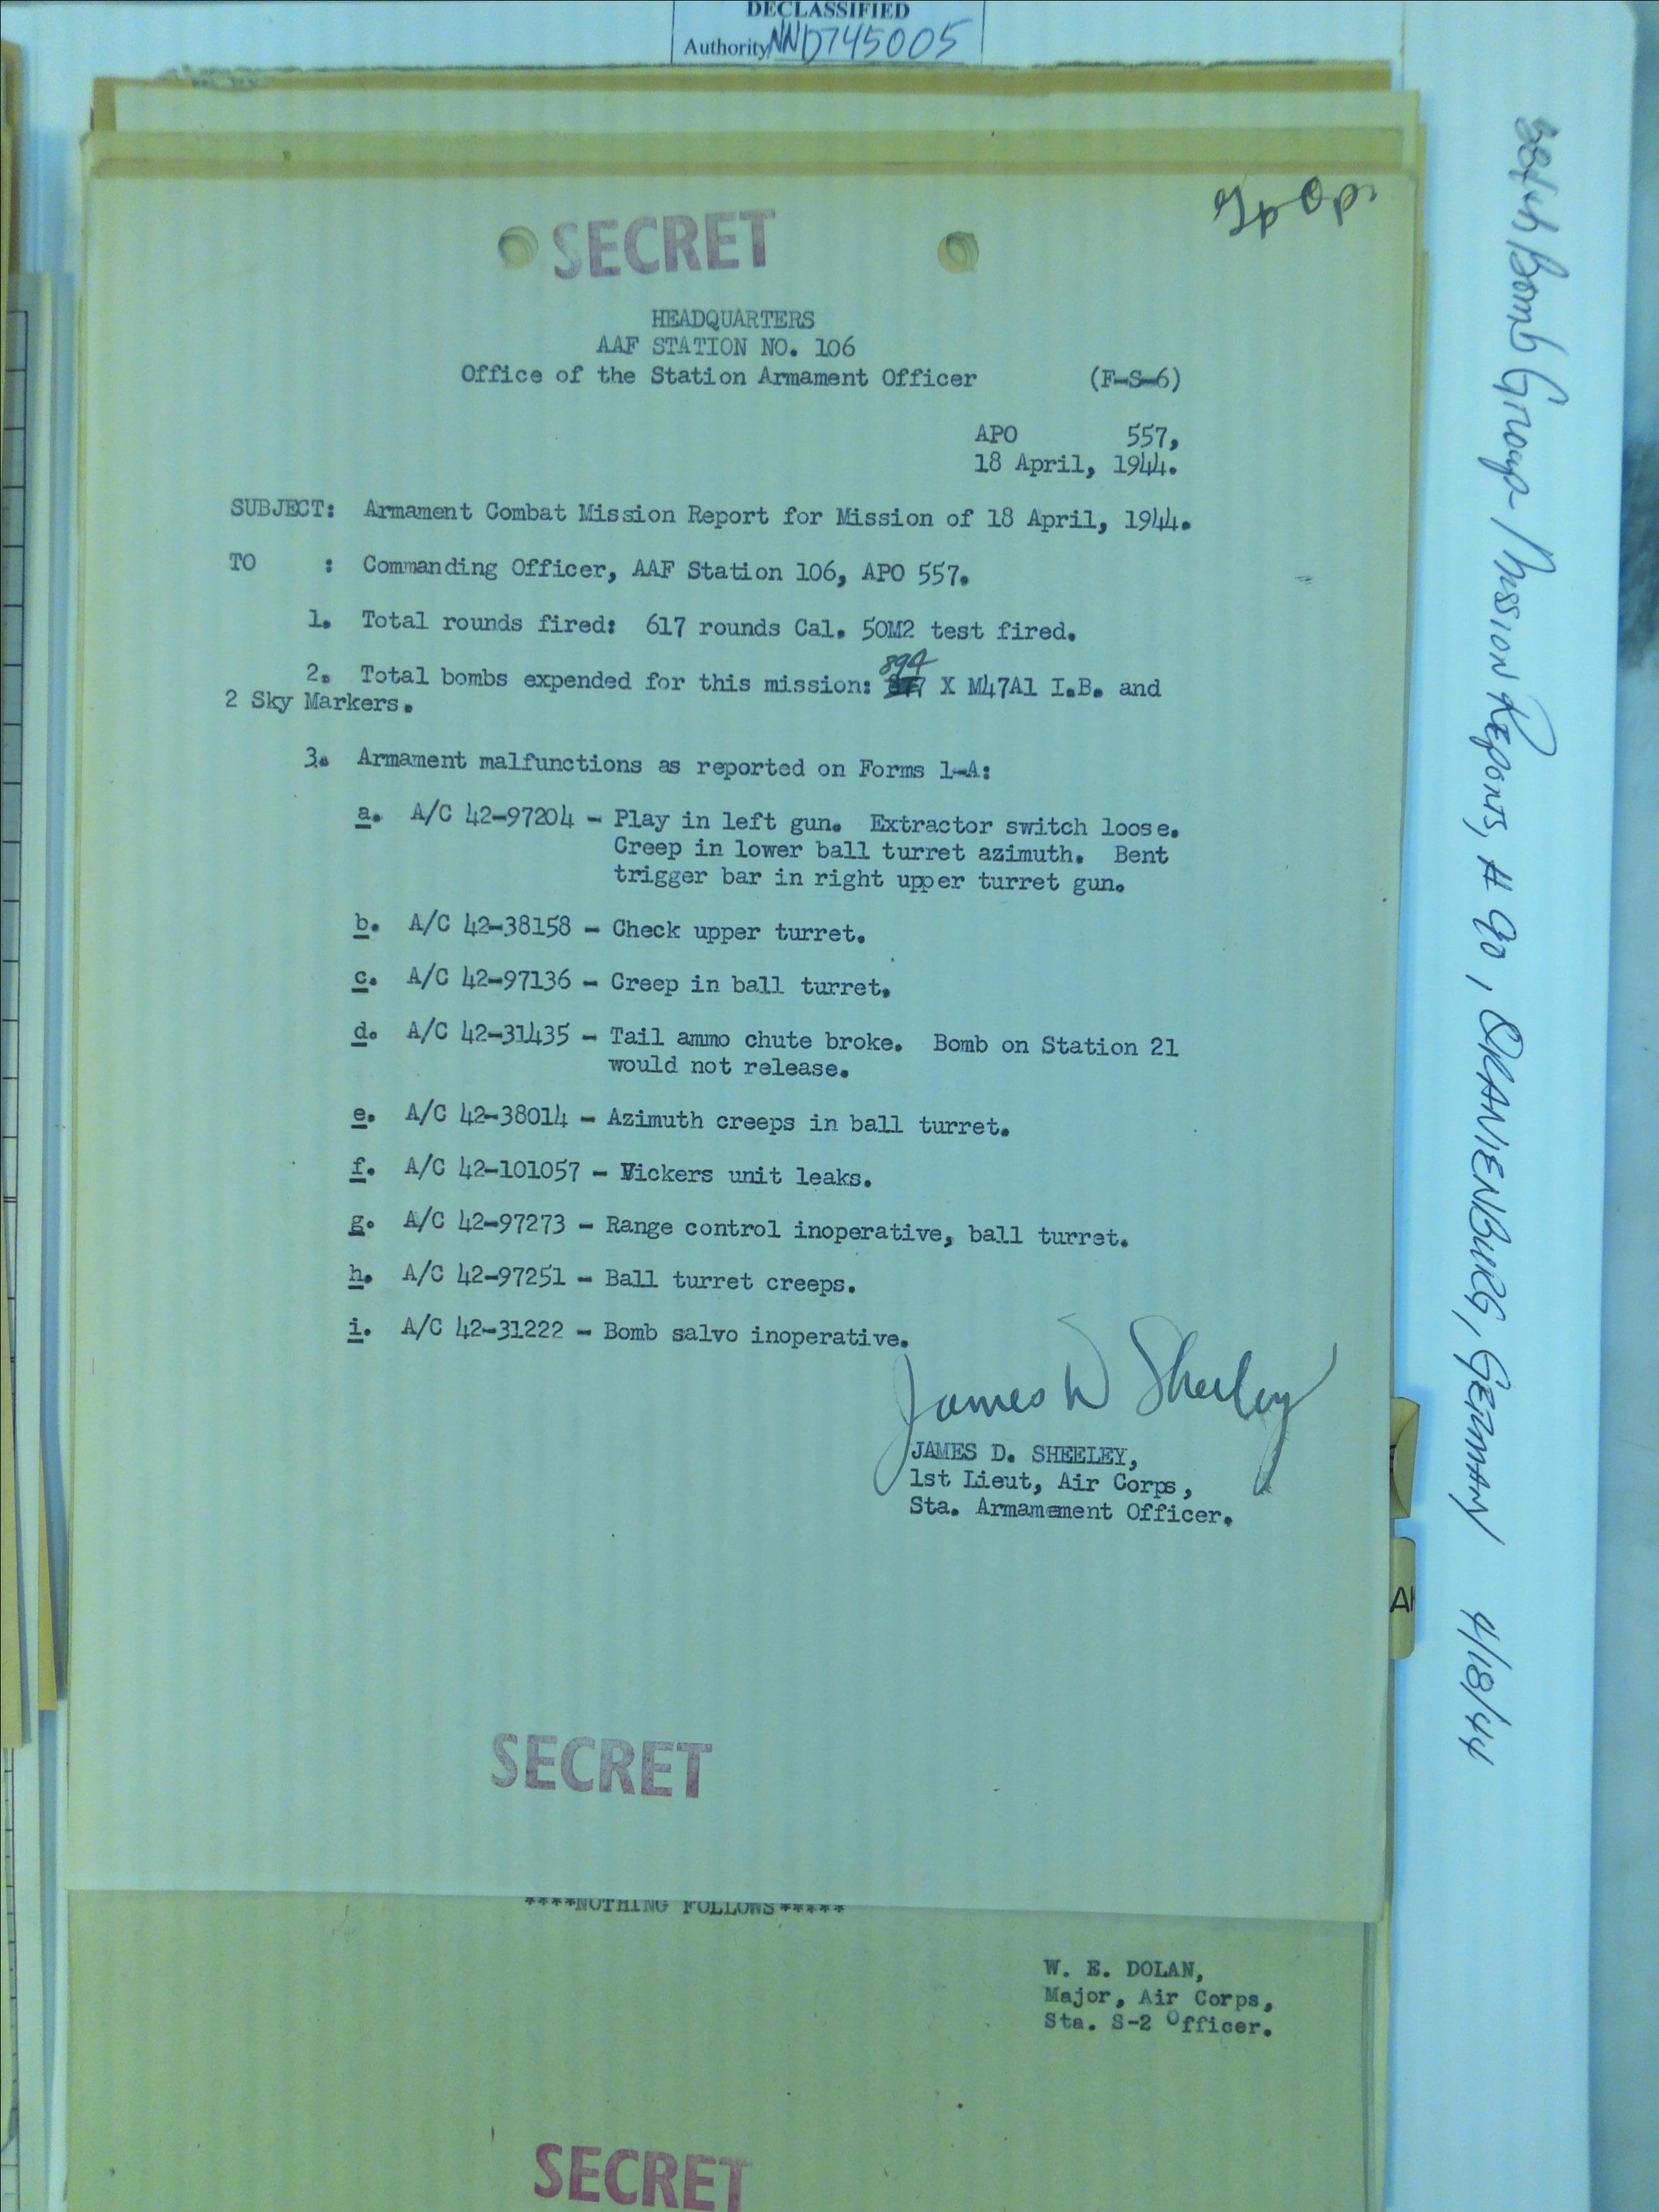 DECLASSIFIED
Authority NND745005
SECRET
HEADQUARTERS
AAF STATION NO. 106
Office of the Station Armament Officer (F-S-6)
APO 557,
18 April, 1944.
SUBJECT: Armament Combat Mission Report for Mission of 18 April, 1944.
TO : Commanding Officer, AAF Station 106, APO 557.
1. Total rounds fired: 617 rounds Cal. 50M2 test fired.
894
2. Total bombs expended for this mission: X M47A1 I.B. and
2 Sky Markers.
3. Armament malfunctions as reported on Forms 1-A:
a. A/C 42-97204 - Play in left gun. Extractor switch loose.
Creep in lower ball turret azimuth. Bent
trigger bar in right upper turret gun.
b. A/C 42-38158 - Check upper turret.
c. A/C 42-97136 - Creep in ball turret.
d. A/C 42-31435 - Tail ammo chute broke. Bomb on Station 21
would not release.
e. A/C 42-38014 - Azimuth creeps in ball turret.
f. A/C 42-101057 - Vickers unit leaks.
g. A/C 42-97273 - Range control inoperative, ball turret.
h. A/C 42-97251 - Ball turret creeps.
i. A/C 42-31222 - Bomb salvo inoperative.
James D Sheeley
JAMES D. SHEELEY,
1st Lieut, Air Corps,
Sta. Armamement Officer.
SECRET
****NOTHING FOLLOWS*****
W. E. DOLAN,
Major, Air Corps,
Sta. S-2 Officer.
SECRET
384th Bomb Group Mission Reports, # 90, ORANIENBURG, GERMANY 4/18/44